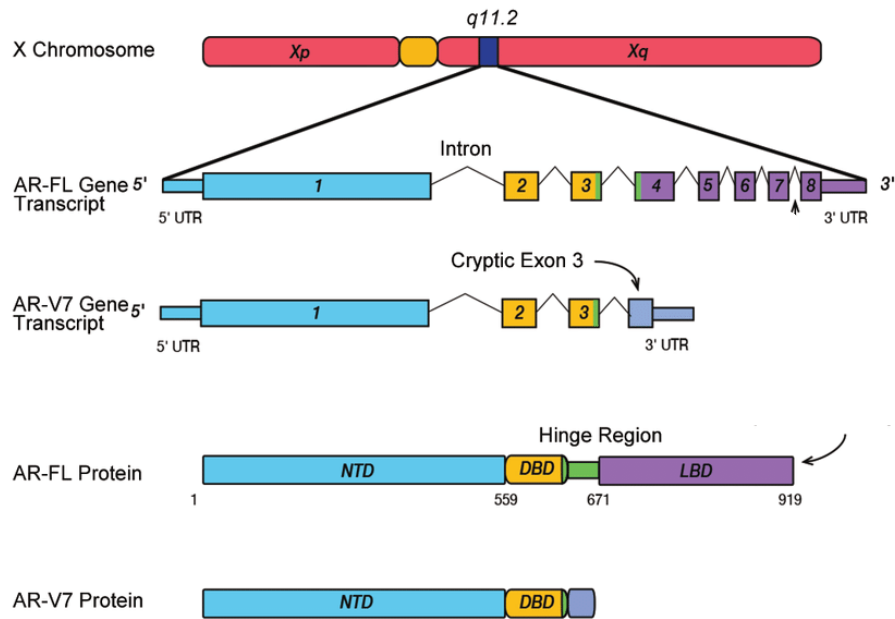 q11.2
X Chromosome
Xp
Xq
Intron
AR-FL Gene 5'
Transcript
1
2
3
4
5
6
7
8
3'
5' UTR
3' UTR
Cryptic Exon 3
AR-V7 Gene 5'
Transcript
1
2
3
5' UTR
3' UTR
Hinge Region
AR-FL Protein
NTD
DBD
LBD
1
559
671
919
AR-V7 Protein
NTD
DBD